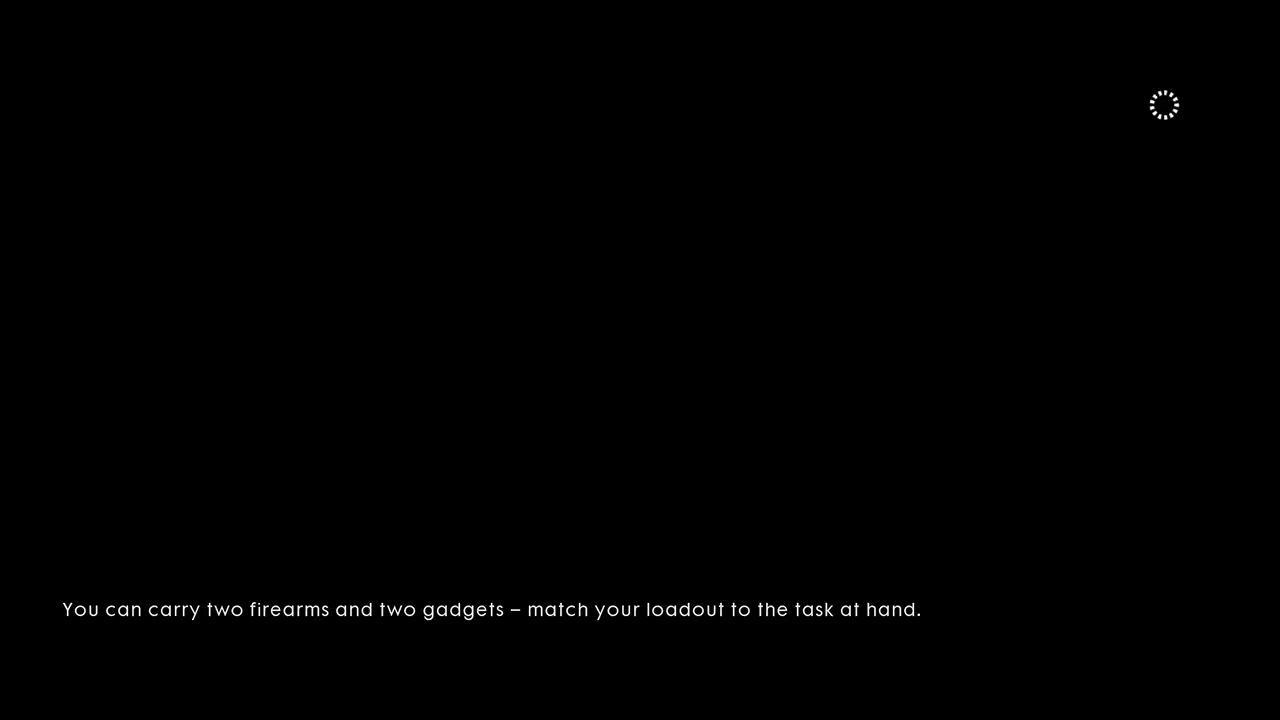 You can carry two firearms and two gadgets – match your loadout to the task at hand.